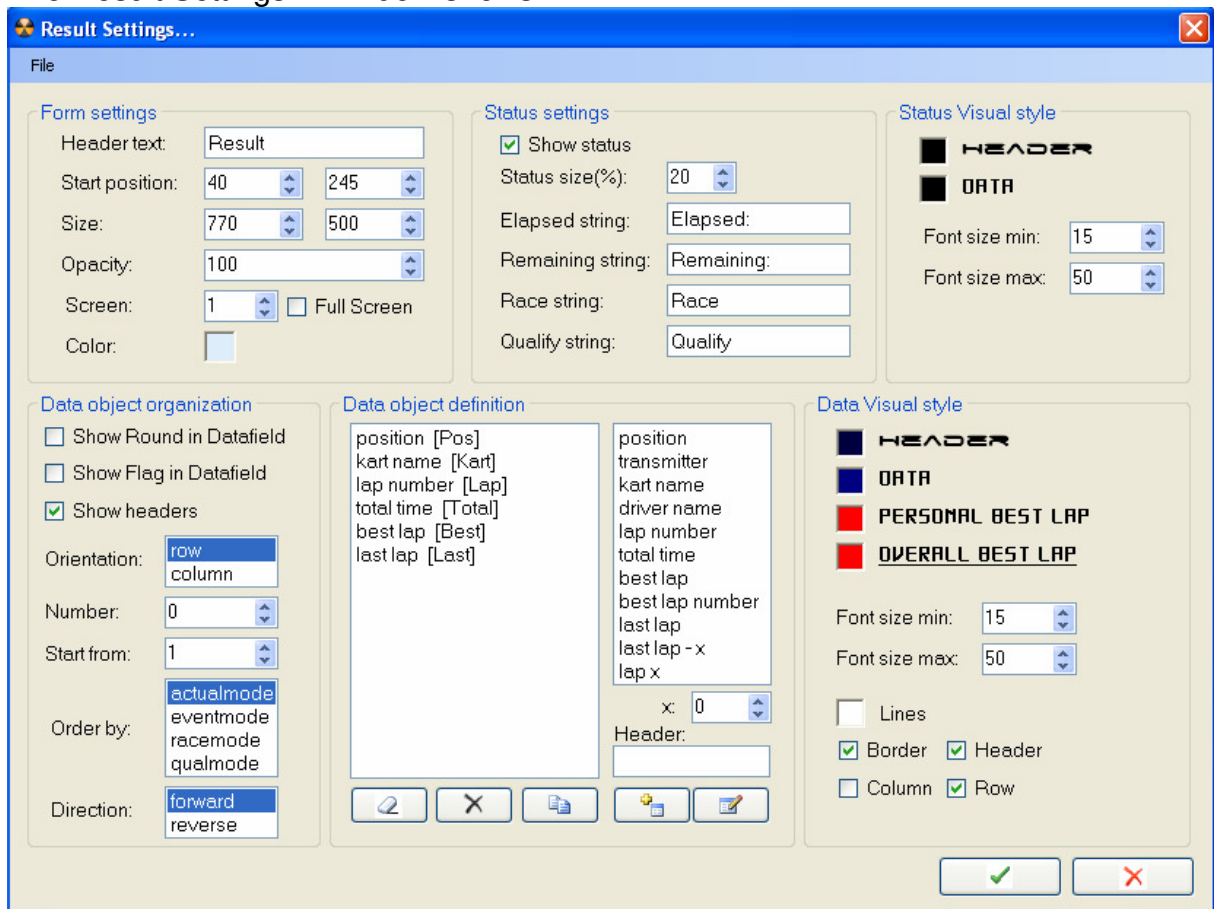 Result Settings...
File
Form settings
Header text: Result
Start position: 40 245
Size: 770 500
Opacity: 100
Screen: 1 Full Screen
Color:
Status settings
Show status
Status size(%): 20
Elapsed string: Elapsed:
Remaining string: Remaining:
Race string: Race
Qualify string: Qualify
Status Visual style
HEADER
DATA
Font size min: 15
Font size max: 50
Data object organization
Show Round in Datafield
Show Flag in Datafield
Show headers
Orientation: row
column
Number: 0
Start from: 1
Order by: actualmode
eventmode
racemode
qualmode
Direction: forward
reverse
Data object definition
position [Pos]
kart name [Kart]
lap number [Lap]
total time [Total]
best lap [Best]
last lap [Last]
position
transmitter
kart name
driver name
lap number
total time
best lap
best lap number
last lap
last lap - x
lap x
x: 0
Header:
Data Visual style
HEADER
DATA
PERSONAL BEST LAP
OVERALL BEST LAP
Font size min: 15
Font size max: 50
Lines
Border Header
Column Row